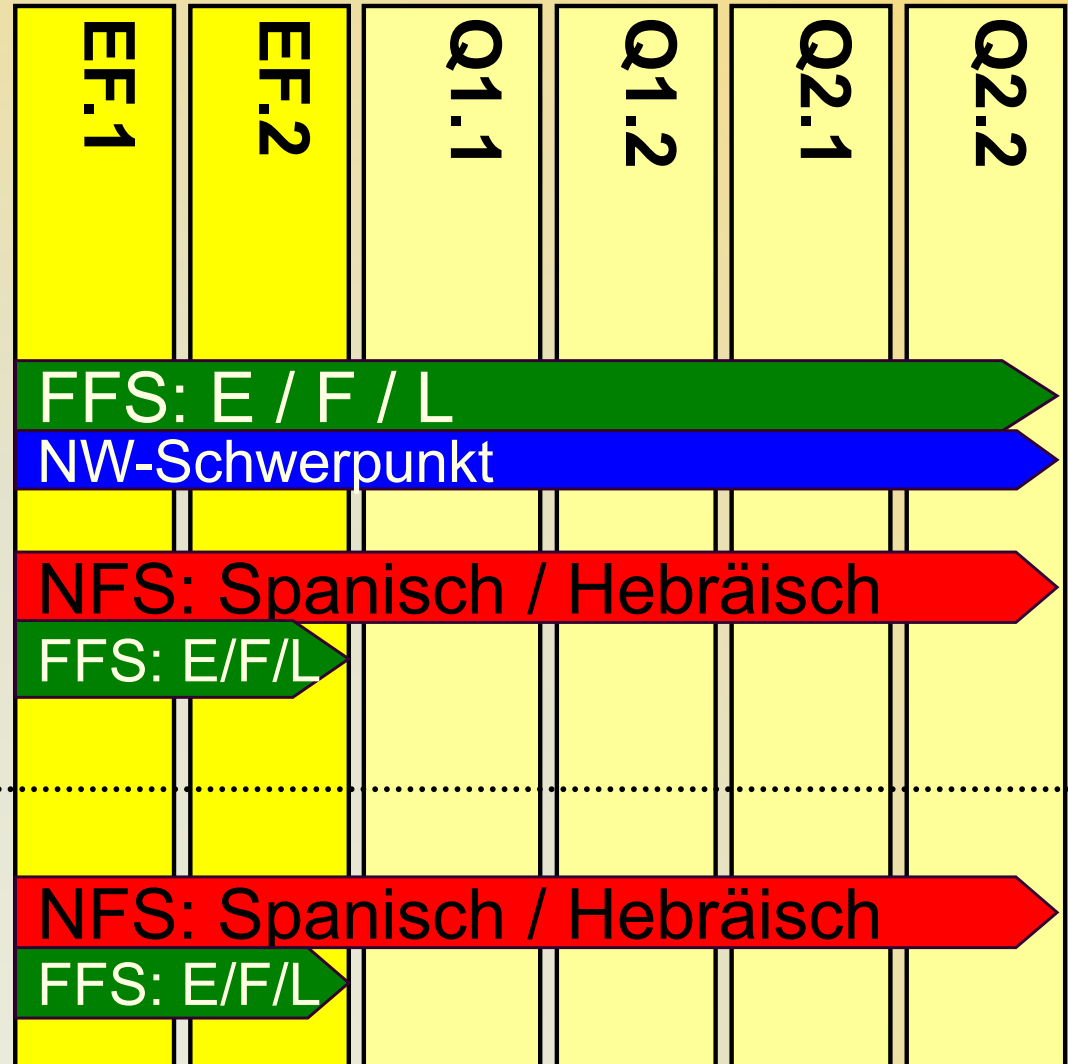 EF.1
EF.2
Q1.1
Q1.2
Q2.1
Q2.2
FFS: E / F / L
NW-Schwerpunkt
NFS: Spanisch / Hebräisch
FFS: E/F/L
NFS: Spanisch / Hebräisch
FFS: E/F/L